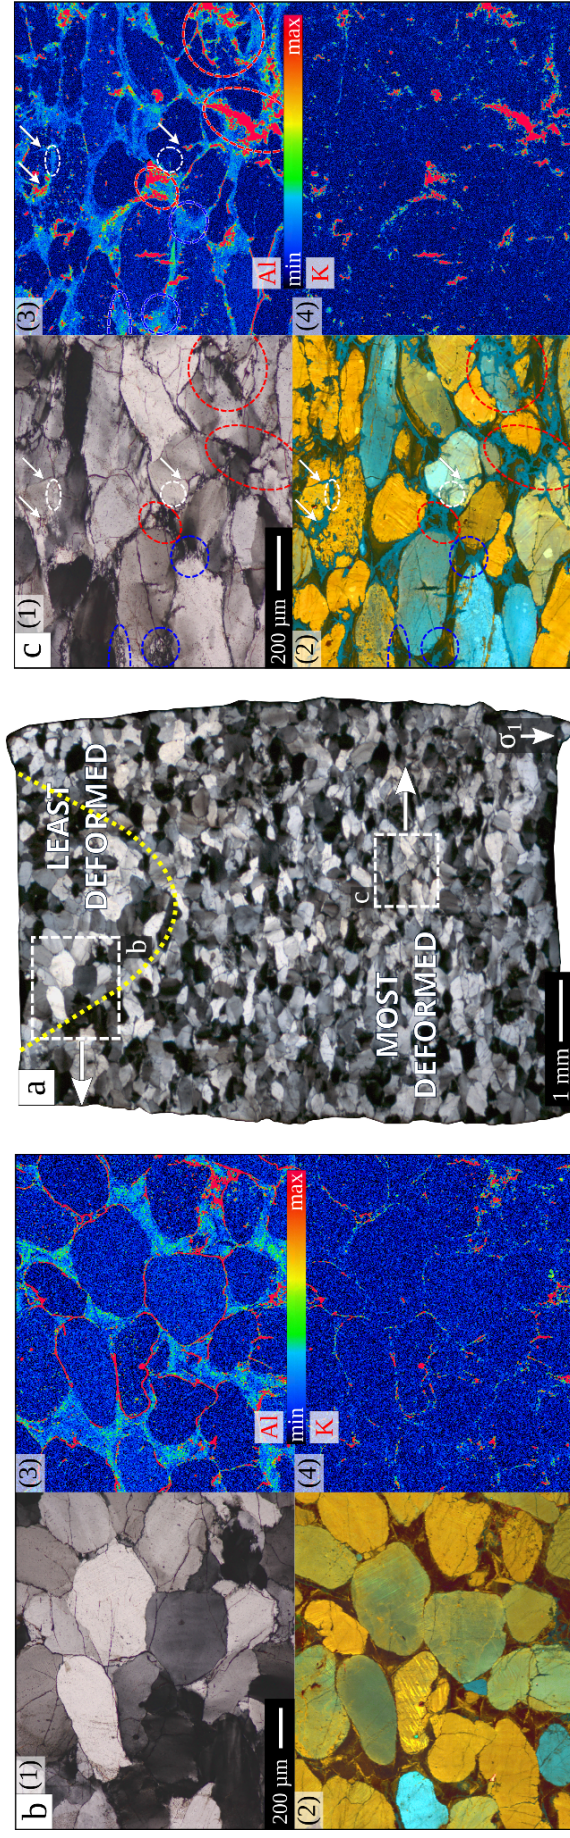 b
(1)
200 µm
(2)
(3)
Al
min
max
K
(4)
a
LEAST
DEFORMED
b
MOST
DEFORMED
c
1 mm
σ1
c
(1)
200 µm
(2)
(3)
Al
min
max
K
(4)